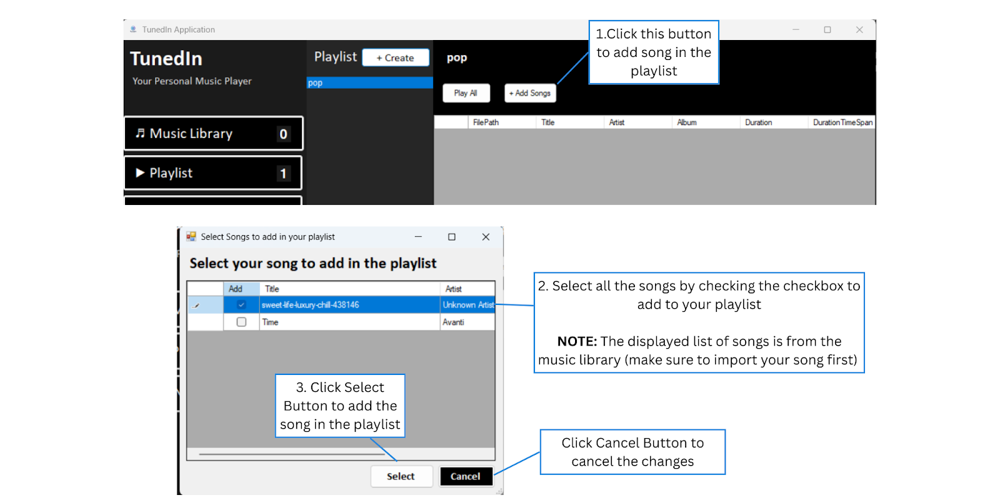 TunedIn Application
TunedIn
Your Personal Music Player
♬ Music Library 0
▶ Playlist 1
Playlist + Create
pop
pop
Play All + Add Songs
FilePath Title Artist Album Duration DurationTimeSpan
1.Click this button
to add song in the
playlist
Select Songs to add in your playlist
Select your song to add in the playlist
Add Title Artist
sweet-life-luxury-chill-438146 Unknown Artist
Time Avanti
2. Select all the songs by checking the checkbox to
add to your playlist
NOTE: The displayed list of songs is from the
music library (make sure to import your song first)
3. Click Select
Button to add the
song in the playlist
Select Cancel
Click Cancel Button to
cancel the changes